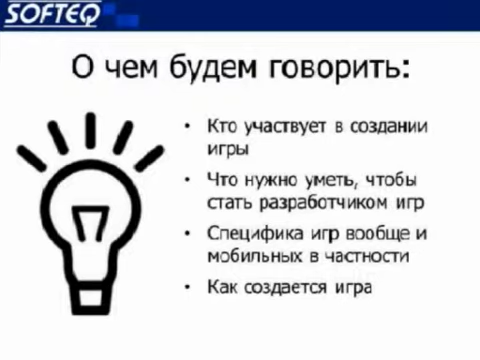 SOFTEQ
О чем будем говорить:
• Кто участвует в создании
игры
• Что нужно уметь, чтобы
стать разработчиком игр
• Специфика игр вообще и
мобильных в частности
• Как создается игра